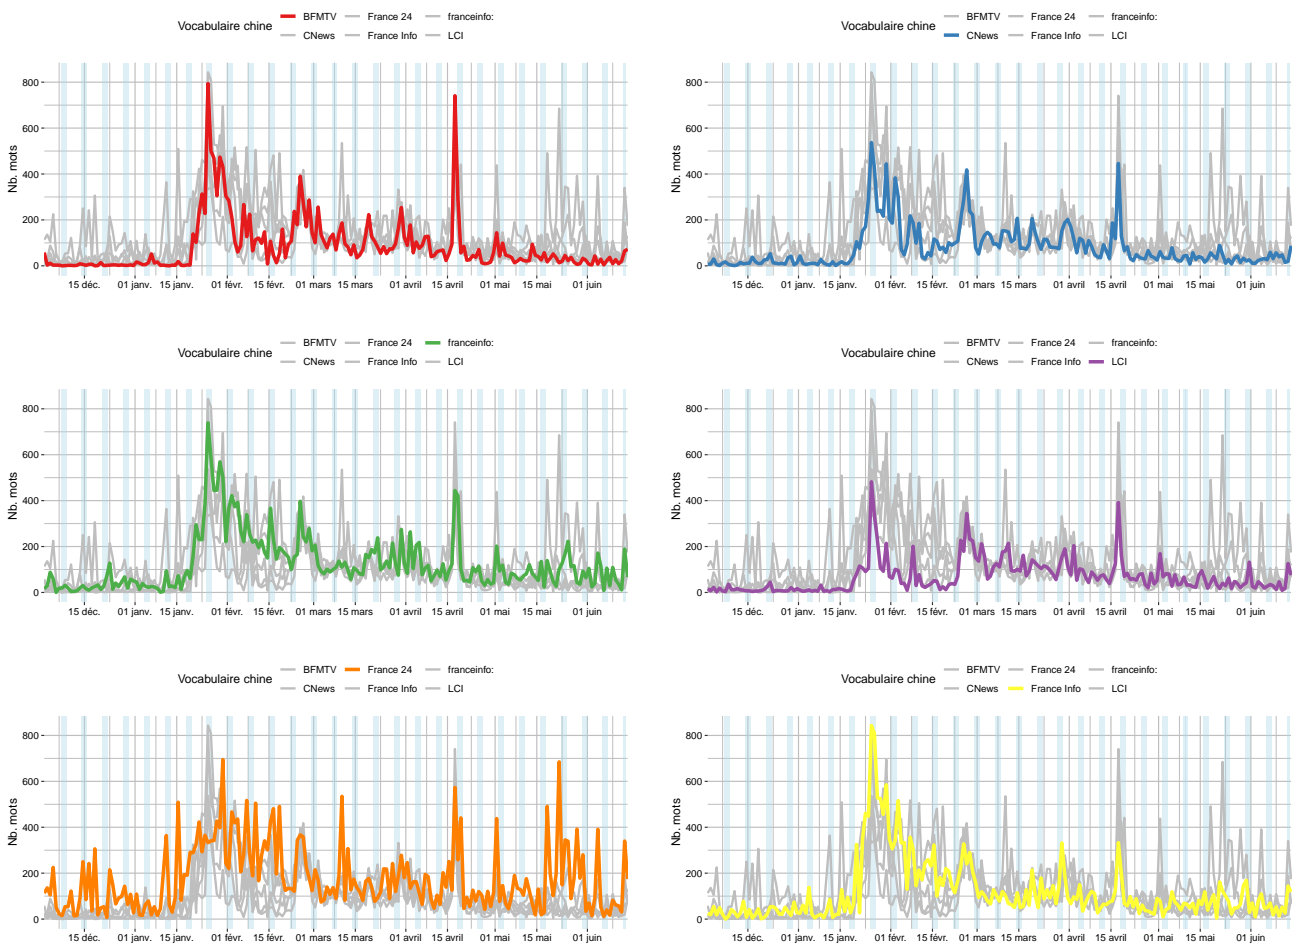 Vocabulaire chine BFMTV France 24 franceinfo:
CNews France Info LCI
Nb. mots
800
600
400
200
0
15 déc. 01 janv. 15 janv. 01 févr. 15 févr. 01 mars 15 mars 01 avril 15 avril 01 mai 15 mai 01 juin
Vocabulaire chine BFMTV France 24 franceinfo:
CNews France Info LCI
Nb. mots
800
600
400
200
0
15 déc. 01 janv. 15 janv. 01 févr. 15 févr. 01 mars 15 mars 01 avril 15 avril 01 mai 15 mai 01 juin
Vocabulaire chine BFMTV France 24 franceinfo:
CNews France Info LCI
Nb. mots
800
600
400
200
0
15 déc. 01 janv. 15 janv. 01 févr. 15 févr. 01 mars 15 mars 01 avril 15 avril 01 mai 15 mai 01 juin
Vocabulaire chine BFMTV France 24 franceinfo:
CNews France Info LCI
Nb. mots
800
600
400
200
0
15 déc. 01 janv. 15 janv. 01 févr. 15 févr. 01 mars 15 mars 01 avril 15 avril 01 mai 15 mai 01 juin
Vocabulaire chine BFMTV France 24 franceinfo:
CNews France Info LCI
Nb. mots
800
600
400
200
0
15 déc. 01 janv. 15 janv. 01 févr. 15 févr. 01 mars 15 mars 01 avril 15 avril 01 mai 15 mai 01 juin
Vocabulaire chine BFMTV France 24 franceinfo:
CNews France Info LCI
Nb. mots
800
600
400
200
0
15 déc. 01 janv. 15 janv. 01 févr. 15 févr. 01 mars 15 mars 01 avril 15 avril 01 mai 15 mai 01 juin